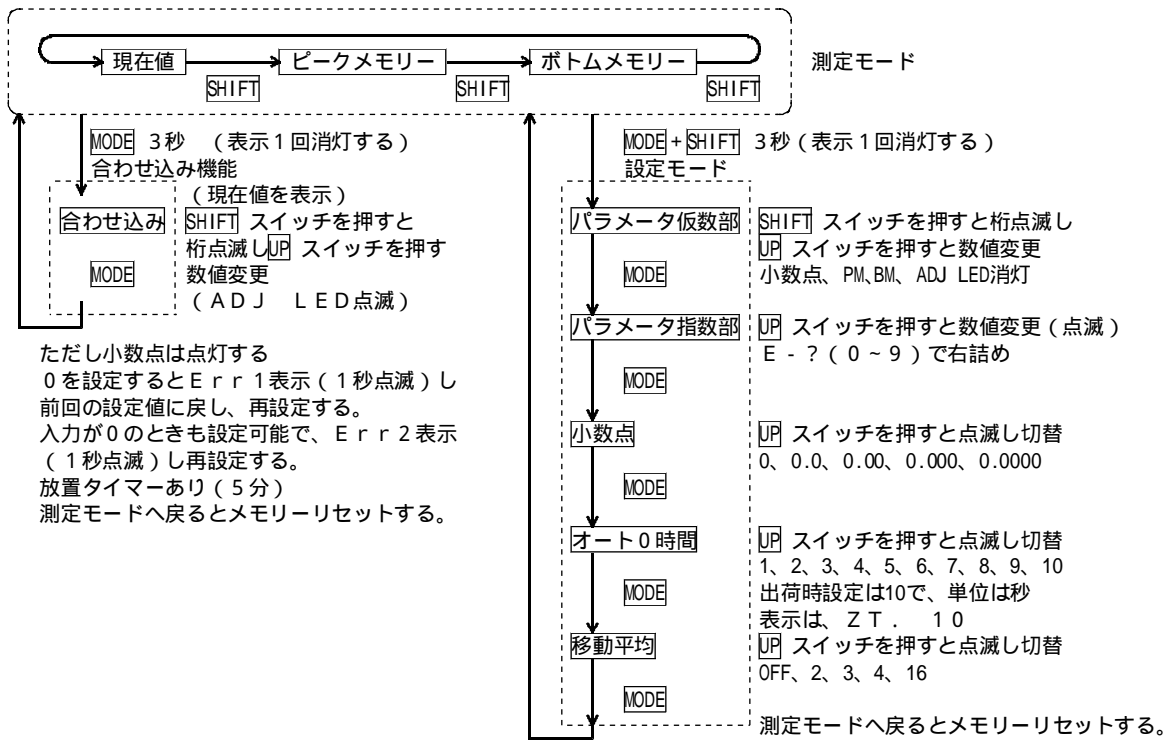 現在値 ピークメモリー ボトムメモリー 測定モード
SHIFT SHIFT SHIFT
MODE 3秒 (表示1回消灯する)
合わせ込み機能
(現在値を表示)
合わせ込み SHIFT スイッチを押すと
桁点滅しUP スイッチを押す
MODE 数値変更
(ADJ LED点滅)
ただし小数点は点灯する
0を設定するとErr1表示(1秒点滅)し
前回の設定値に戻し、再設定する。
入力が0のときも設定可能で、Err2表示
(1秒点滅)し再設定する。
放置タイマーあり(5分)
測定モードへ戻るとメモリーリセットする。
MODE+SHIFT 3秒(表示1回消灯する)
設定モード
パラメータ仮数部 SHIFT スイッチを押すと桁点滅し
UP スイッチを押すと数値変更
MODE 小数点、PM、BM、ADJ LED消灯
パラメータ指数部 UP スイッチを押すと数値変更(点滅)
E-?(0~9)で右詰め
MODE
小数点 UP スイッチを押すと点滅し切替
0、0.0、0.00、0.000、0.0000
MODE
オート0時間 UP スイッチを押すと点滅し切替
1、2、3、4、5、6、7、8、9、10
MODE 出荷時設定は10で、単位は秒
表示は、ZT. 10
移動平均 UP スイッチを押すと点滅し切替
OFF、2、3、4、16
MODE
測定モードへ戻るとメモリーリセットする。